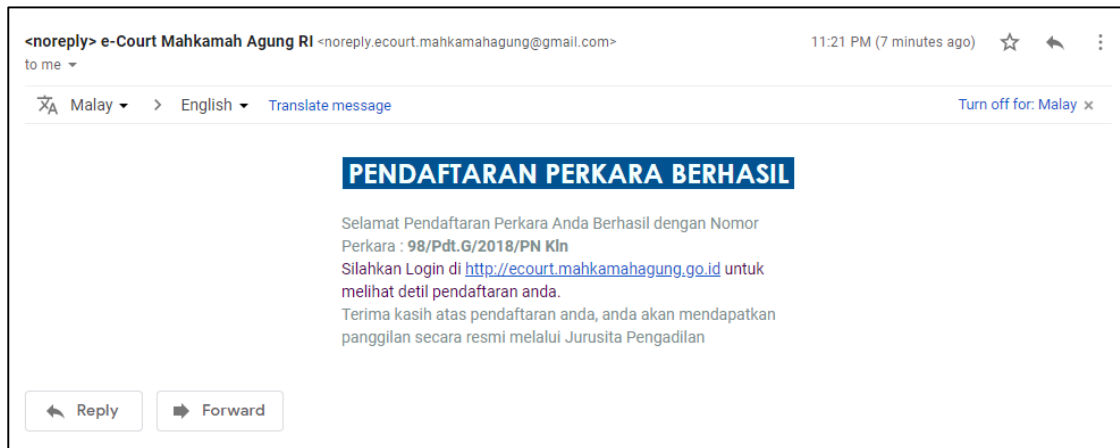 <noreply> e-Court Mahkamah Agung RI <noreply.ecourt.mahkamahagung@gmail.com> 11:21 PM (7 minutes ago)
to me
Malay > English Translate message Turn off for: Malay ×
PENDAFTARAN PERKARA BERHASIL
Selamat Pendaftaran Perkara Anda Berhasil dengan Nomor
Perkara : 98/Pdt.G/2018/PN Kln
Silahkan Login di http://ecourt.mahkamahagung.go.id untuk
melihat detil pendaftaran anda.
Terima kasih atas pendaftaran anda, anda akan mendapatkan
panggilan secara resmi melalui Jurusita Pengadilan
Reply Forward